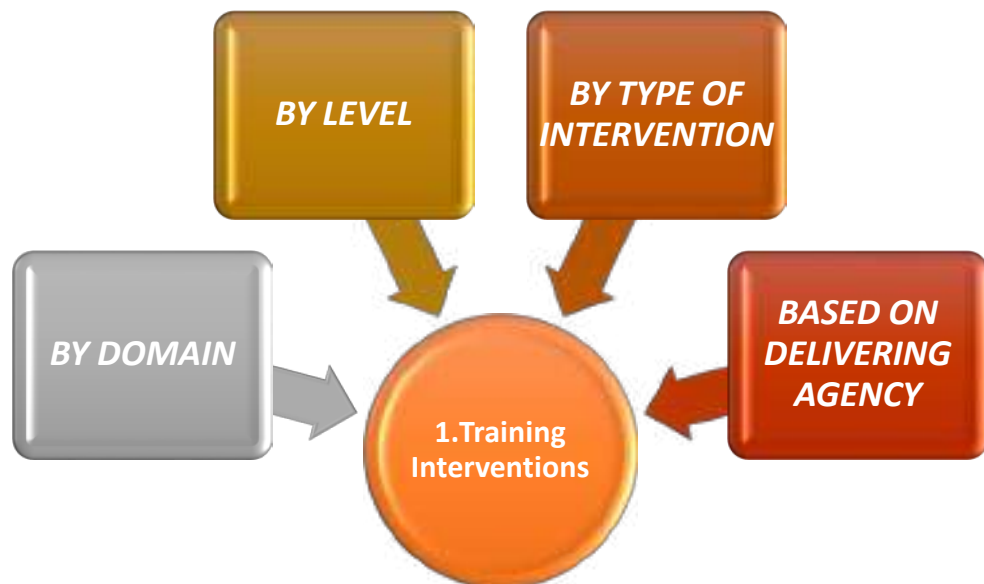 BY LEVEL
BY TYPE OF
INTERVENTION
BY DOMAIN
BASED ON
DELIVERING
AGENCY
1.Training
Interventions